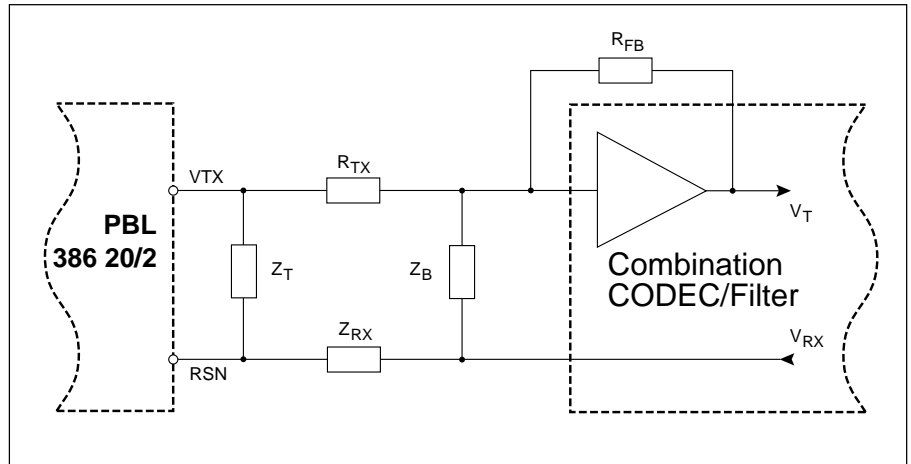 R_FB
VTX
R_TX
V_T
PBL
386 20/2
Z_T
Z_B
Combination
CODEC/Filter
Z_RX
V_RX
RSN